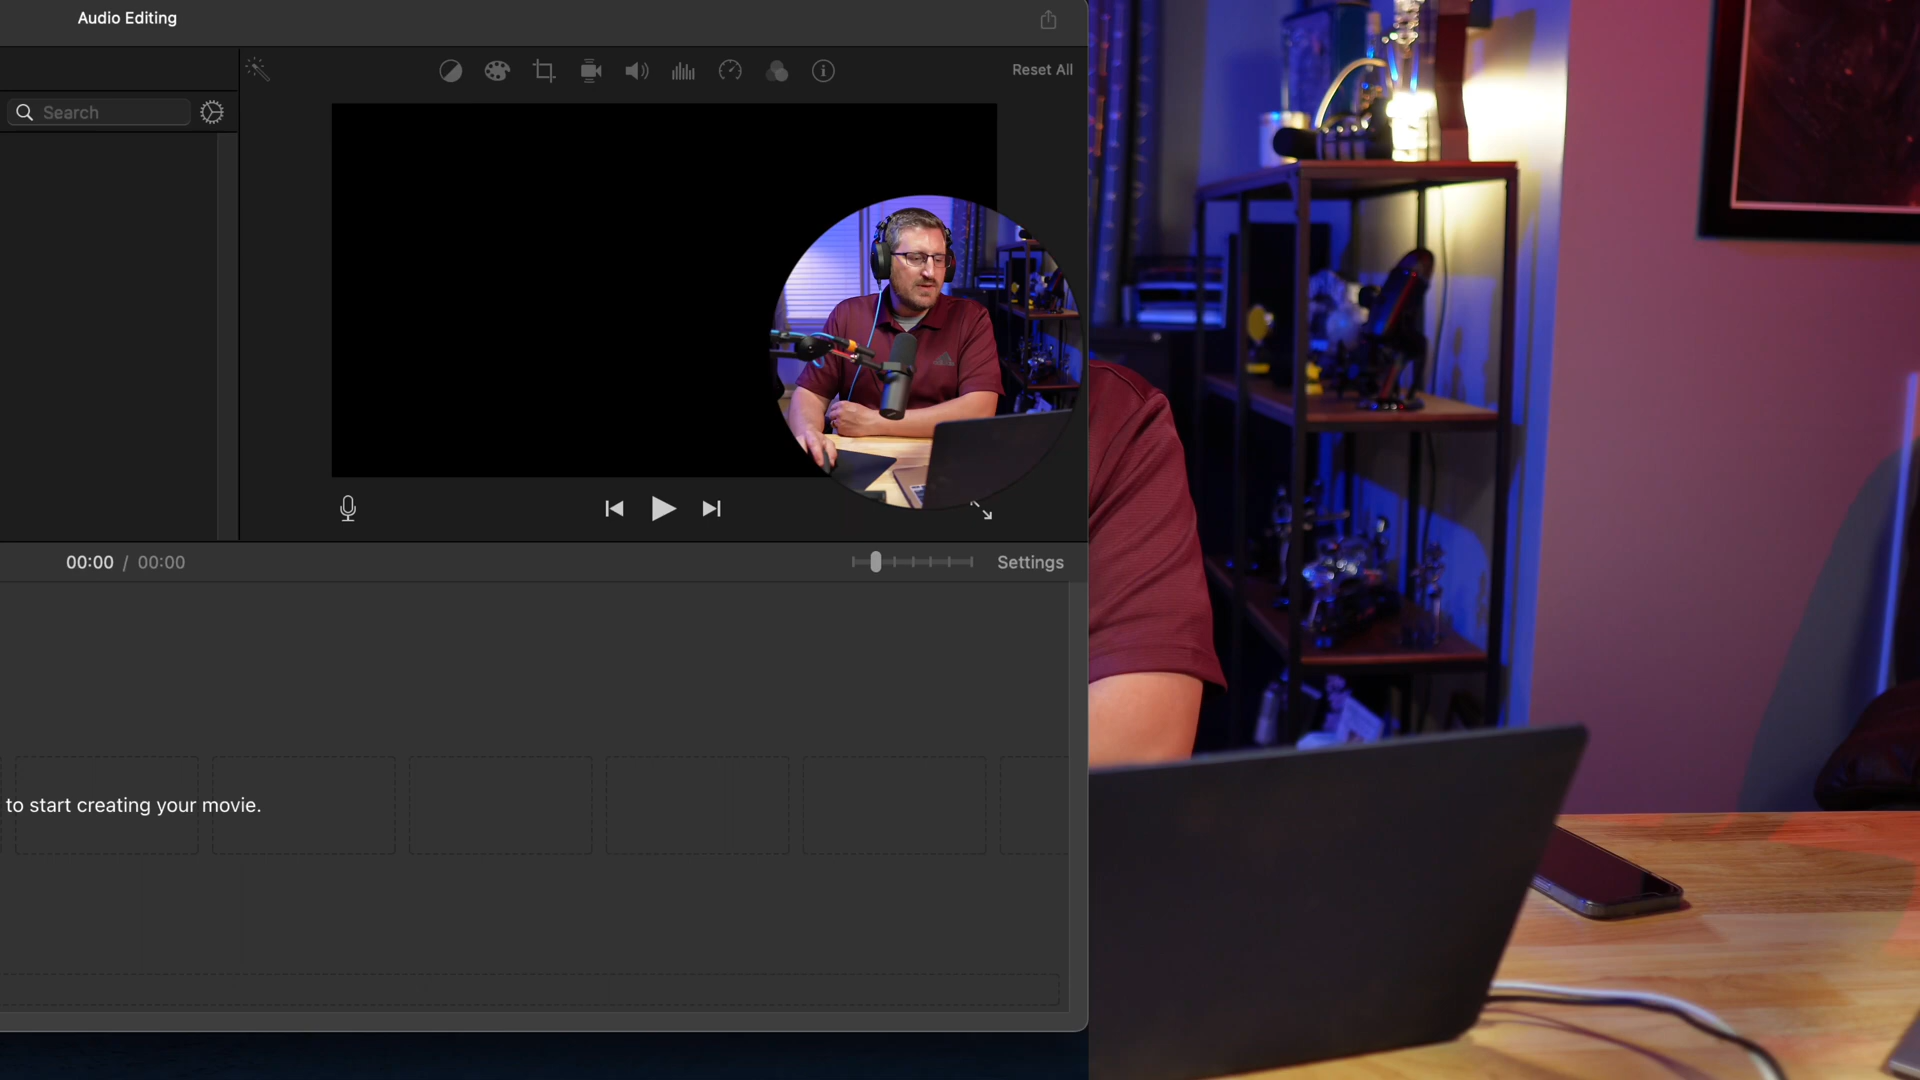 Audio Editing
Reset All
Search
00:00 / 00:00
Settings
to start creating your movie.